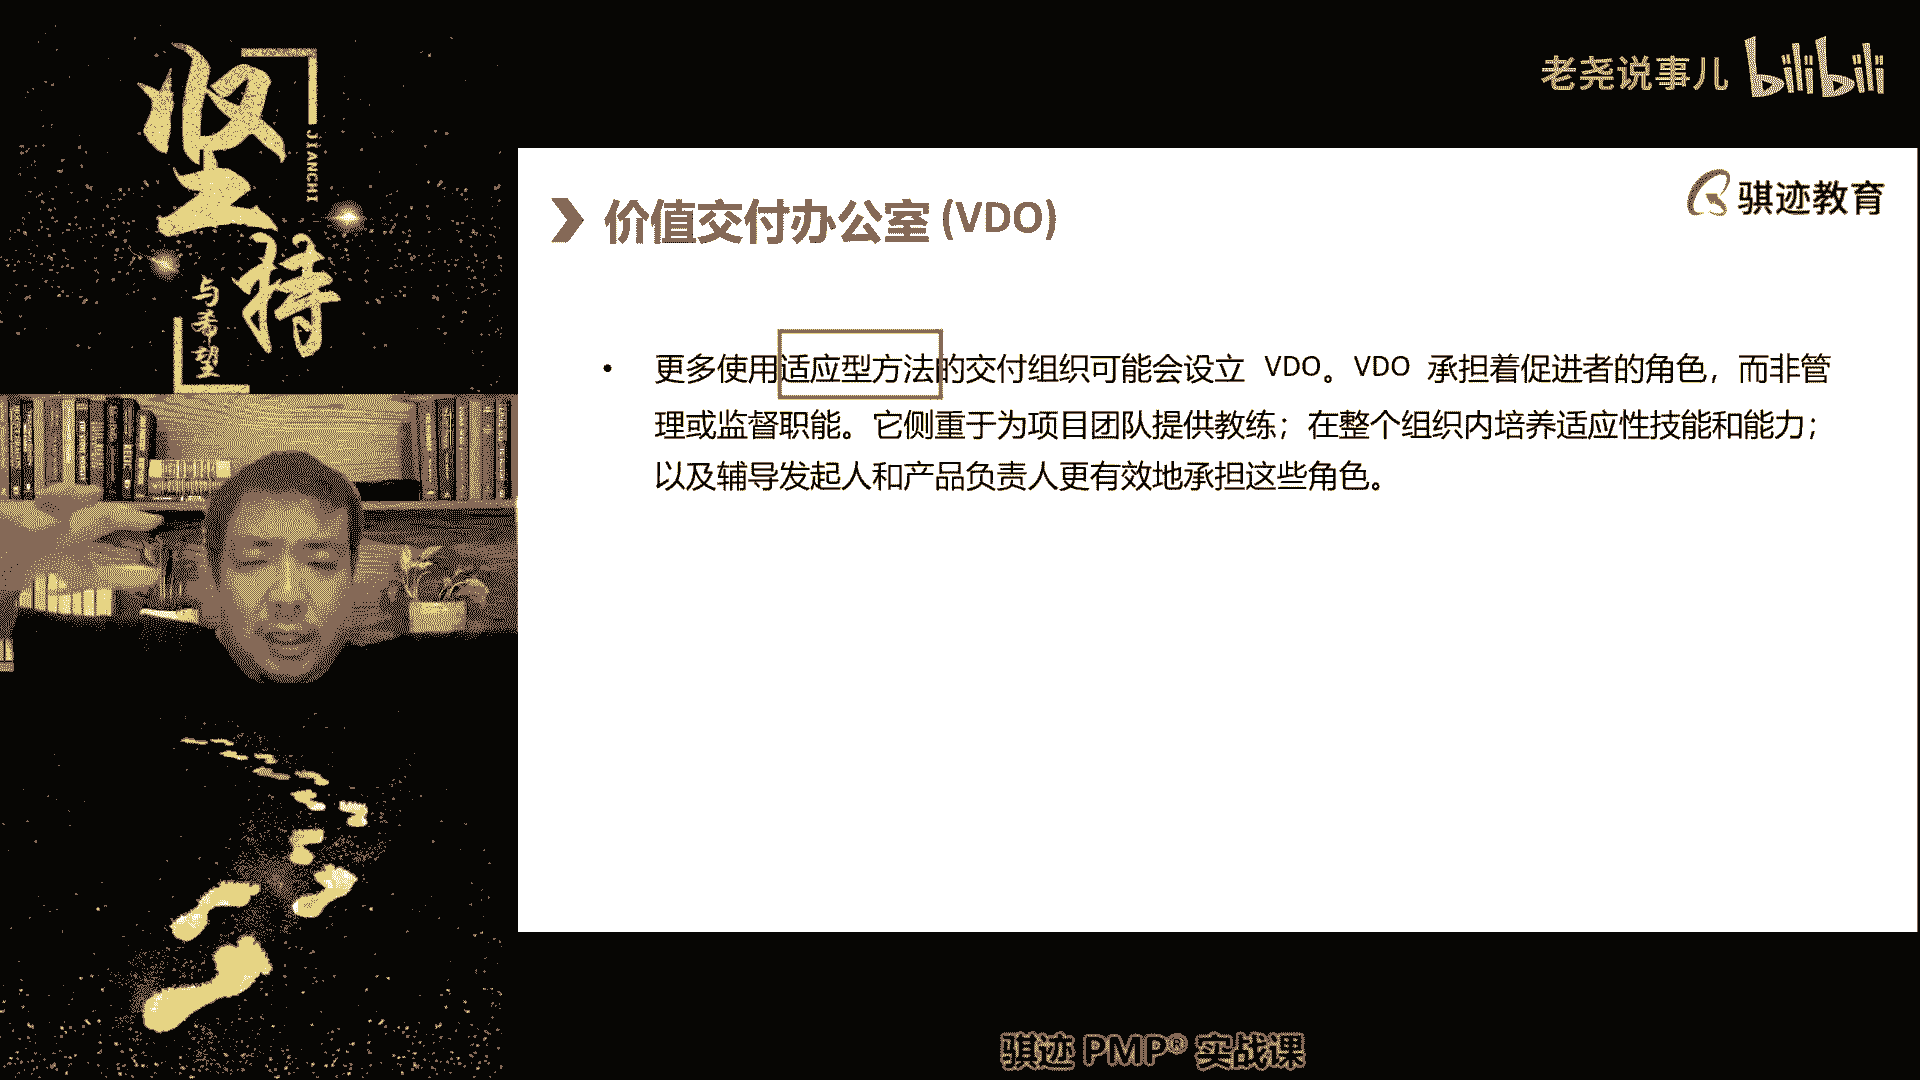 坚持
JIANCHI
与希望
老尧说事儿 bilibili
骐迹教育
价值交付办公室 (VDO)
• 更多使用适应型方法的交付组织可能会设立 VDO。VDO 承担着促进者的角色，而非管
理或监督职能。它侧重于为项目团队提供教练；在整个组织内培养适应性技能和能力；
以及辅导发起人和产品负责人更有效地承担这些角色。
骐迹 PMP® 实战课